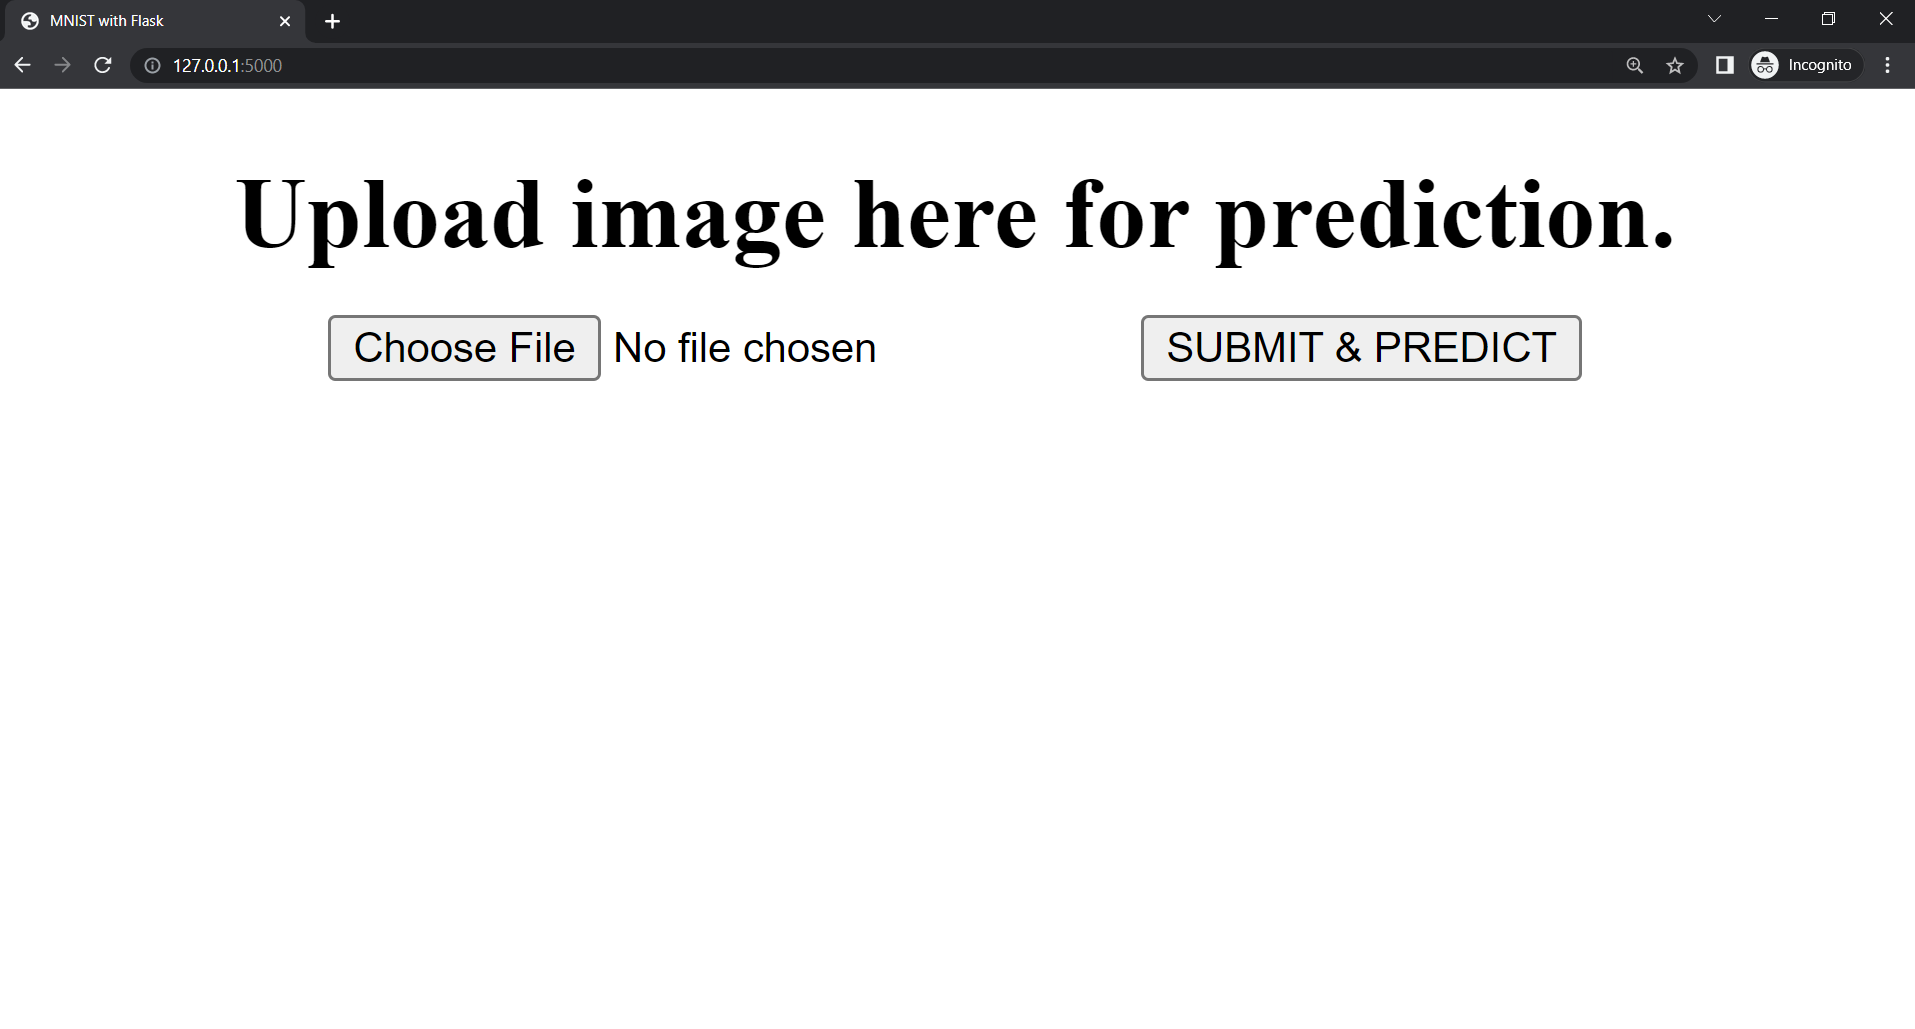 MNIST with Flask
127.0.0.1:5000
Incognito
Upload image here for prediction.
Choose File No file chosen SUBMIT & PREDICT